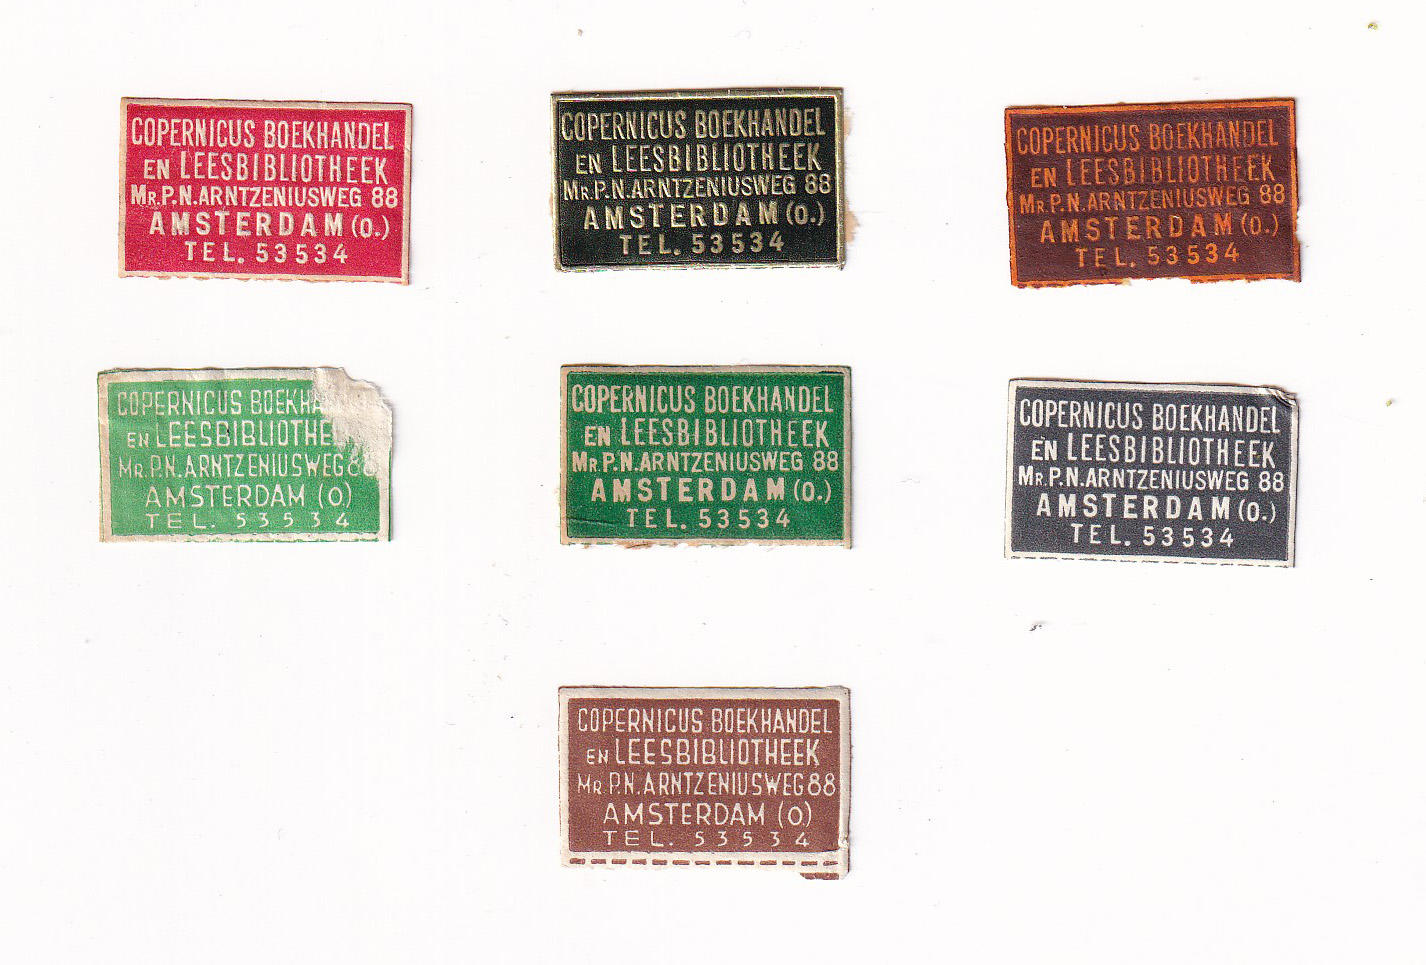 COPERNICUS BOEKHANDEL
EN LEESBIBLIOTHEEK
MR. P.N. ARNTZENIUSWEG 88
AMSTERDAM (O.)
TEL. 53534
COPERNICUS BOEKHANDEL
EN LEESBIBLIOTHEEK
MR. P.N. ARNTZENIUSWEG 88
AMSTERDAM (O.)
TEL. 53534
COPERNICUS BOEKHANDEL
EN LEESBIBLIOTHEEK
MR. P.N. ARNTZENIUSWEG 88
AMSTERDAM (O.)
TEL. 53534
COPERNICUS BOEKHA
EN LEESBIBLIOTHE
MR. P.N. ARNTZENIUSWEG 88
AMSTERDAM (O)
TEL. 53534
COPERNICUS BOEKHANDEL
EN LEESBIBLIOTHEEK
MR. P.N. ARNTZENIUSWEG 88
AMSTERDAM (O.)
TEL. 53534
COPERNICUS BOEKHANDEL
EN LEESBIBLIOTHEEK
MR. P.N. ARNTZENIUSWEG 88
AMSTERDAM (O.)
TEL. 53534
COPERNICUS BOEKHANDEL
EN LEESBIBLIOTHEEK
MR. P.N. ARNTZENIUSWEG 88
AMSTERDAM (O)
TEL. 53534